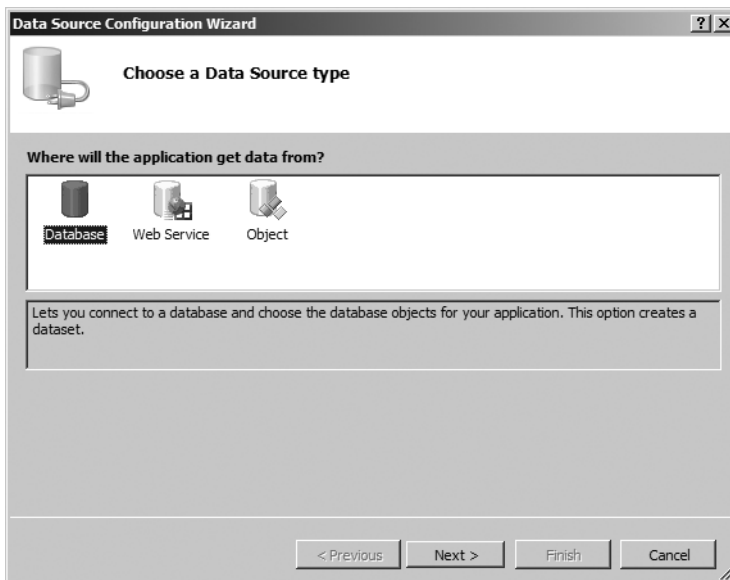 Data Source Configuration Wizard
Choose a Data Source type
Where will the application get data from?
Database
Web Service
Object
Lets you connect to a database and choose the database objects for your application. This option creates a
dataset.
< Previous
Next >
Finish
Cancel